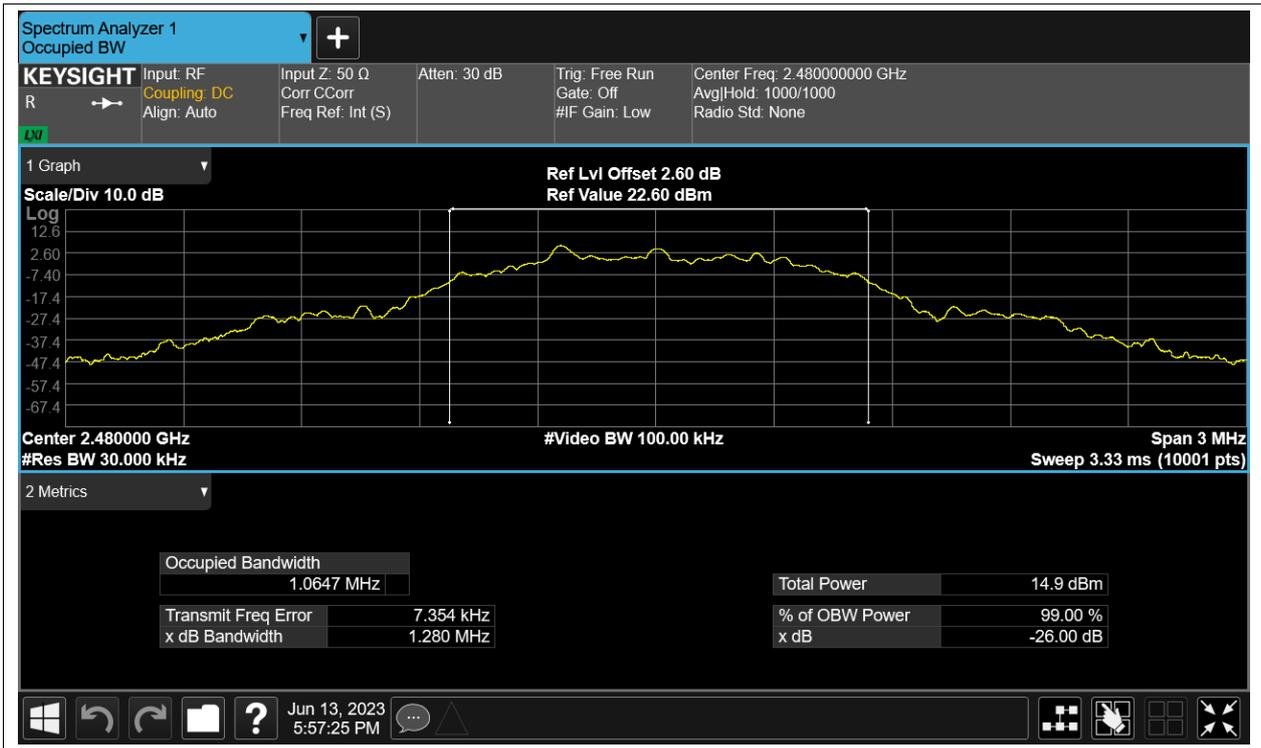 Spectrum Analyzer 1
Occupied BW
KEYSIGHT
R
LXI
Input: RF
Coupling: DC
Align: Auto
Input Z: 50 Ω
Corr CCorr
Freq Ref: Int (S)
Atten: 30 dB
Trig: Free Run
Gate: Off
#IF Gain: Low
Center Freq: 2.480000000 GHz
Avg|Hold: 1000/1000
Radio Std: None
1 Graph
Scale/Div 10.0 dB
Ref Lvl Offset 2.60 dB
Ref Value 22.60 dBm
Log
12.6
2.60
-7.40
-17.4
-27.4
-37.4
-47.4
-57.4
-67.4
Center 2.480000 GHz
#Video BW 100.00 kHz
Span 3 MHz
#Res BW 30.000 kHz
Sweep 3.33 ms (10001 pts)
2 Metrics
Occupied Bandwidth
1.0647 MHz
Total Power 14.9 dBm
Transmit Freq Error 7.354 kHz
% of OBW Power 99.00 %
x dB Bandwidth 1.280 MHz
x dB -26.00 dB
?
Jun 13, 2023
5:57:25 PM